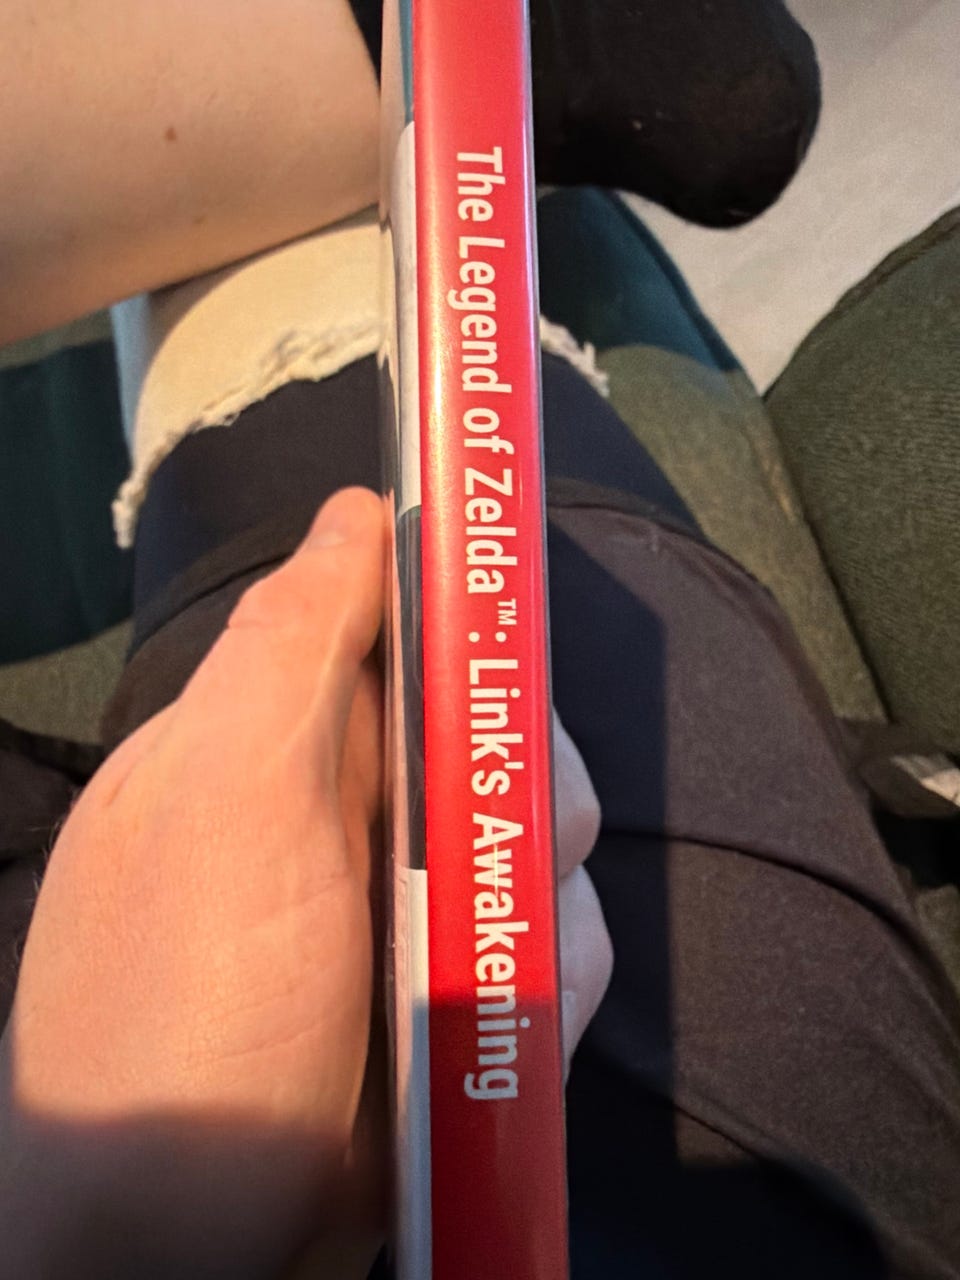 The Legend of Zelda™: Link's Awakening